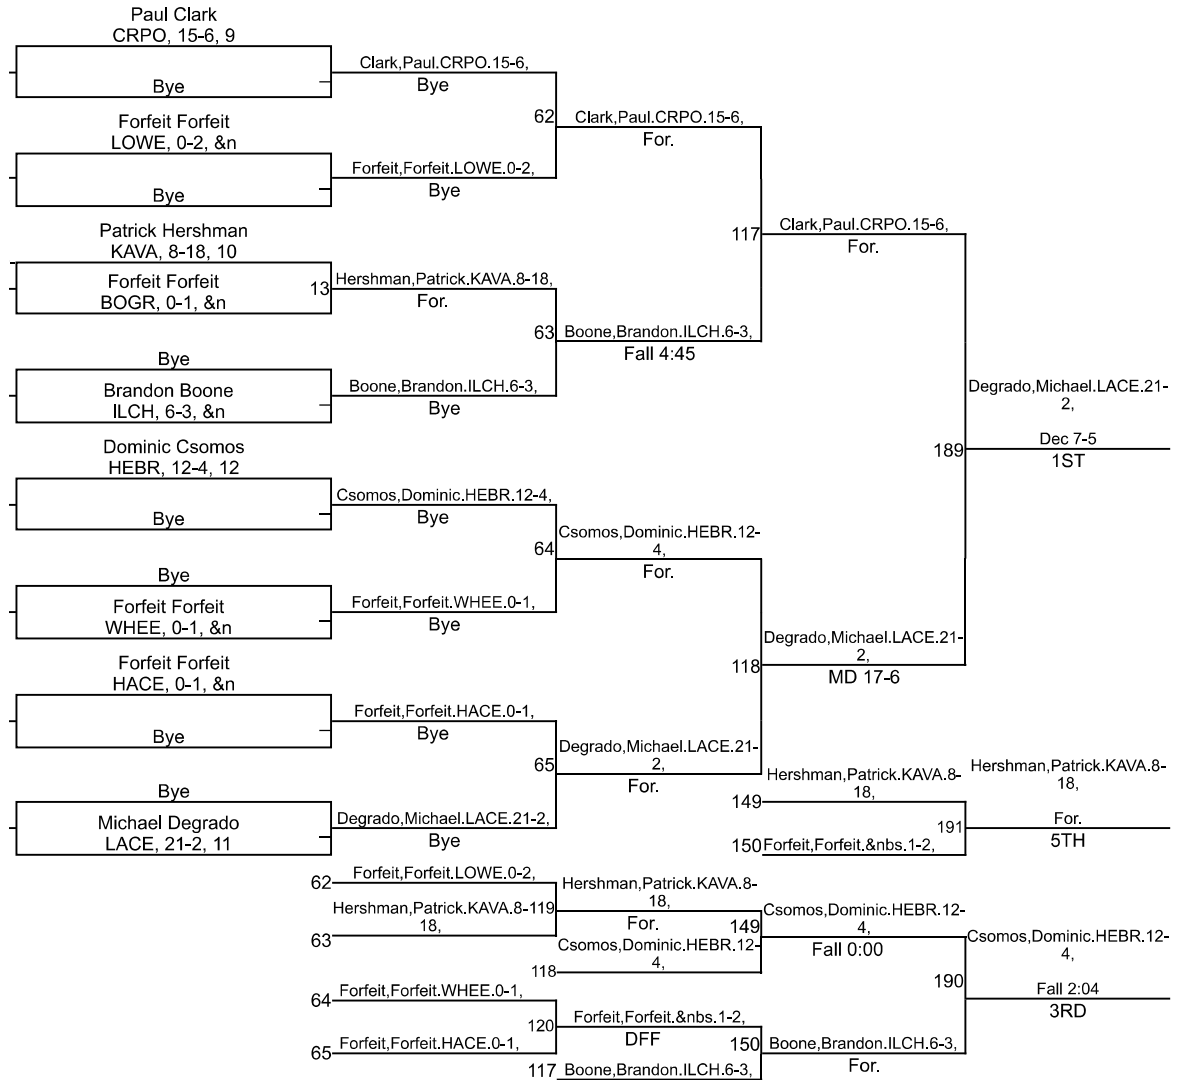 Paul Clark
CRPO, 15-6, 9
Bye
Clark,Paul.CRPO.15-6,
Bye
Forfeit Forfeit
LOWE, 0-2, &n
Bye
Forfeit,Forfeit.LOWE.0-2,
Bye
62
Clark,Paul.CRPO.15-6,
For.
Patrick Hershman
KAVA, 8-18, 10
Forfeit Forfeit
BOGR, 0-1, &n
13
Hershman,Patrick.KAVA.8-18,
For.
Bye
Brandon Boone
ILCH, 6-3, &n
Boone,Brandon.ILCH.6-3,
Bye
63
Boone,Brandon.ILCH.6-3,
Fall 4:45
117
Clark,Paul.CRPO.15-6,
For.
Dominic Csomos
HEBR, 12-4, 12
Bye
Csomos,Dominic.HEBR.12-4,
Bye
Bye
Forfeit Forfeit
WHEE, 0-1, &n
Forfeit,Forfeit.WHEE.0-1,
Bye
64
Csomos,Dominic.HEBR.12-
4,
For.
Forfeit Forfeit
HACE, 0-1, &n
Bye
Forfeit,Forfeit.HACE.0-1,
Bye
Bye
Michael Degrado
LACE, 21-2, 11
Degrado,Michael.LACE.21-2,
Bye
65
Degrado,Michael.LACE.21-
2,
For.
118
Degrado,Michael.LACE.21-
2,
MD 17-6
189
Degrado,Michael.LACE.21-
2,
Dec 7-5
1ST
149
Hershman,Patrick.KAVA.8-
18,
150
Forfeit,Forfeit.&nbs.1-2,
191
Hershman,Patrick.KAVA.8-
18,
For.
5TH
62
Forfeit,Forfeit.LOWE.0-2,
63
Hershman,Patrick.KAVA.8-
18,
119
Hershman,Patrick.KAVA.8-
18,
For.
118
Csomos,Dominic.HEBR.12-
4,
149
Csomos,Dominic.HEBR.12-
4,
Fall 0:00
64
Forfeit,Forfeit.WHEE.0-1,
65
Forfeit,Forfeit.HACE.0-1,
120
Forfeit,Forfeit.&nbs.1-2,
DFF
117
Boone,Brandon.ILCH.6-3,
150
Boone,Brandon.ILCH.6-3,
For.
190
Csomos,Dominic.HEBR.12-
4,
Fall 2:04
3RD